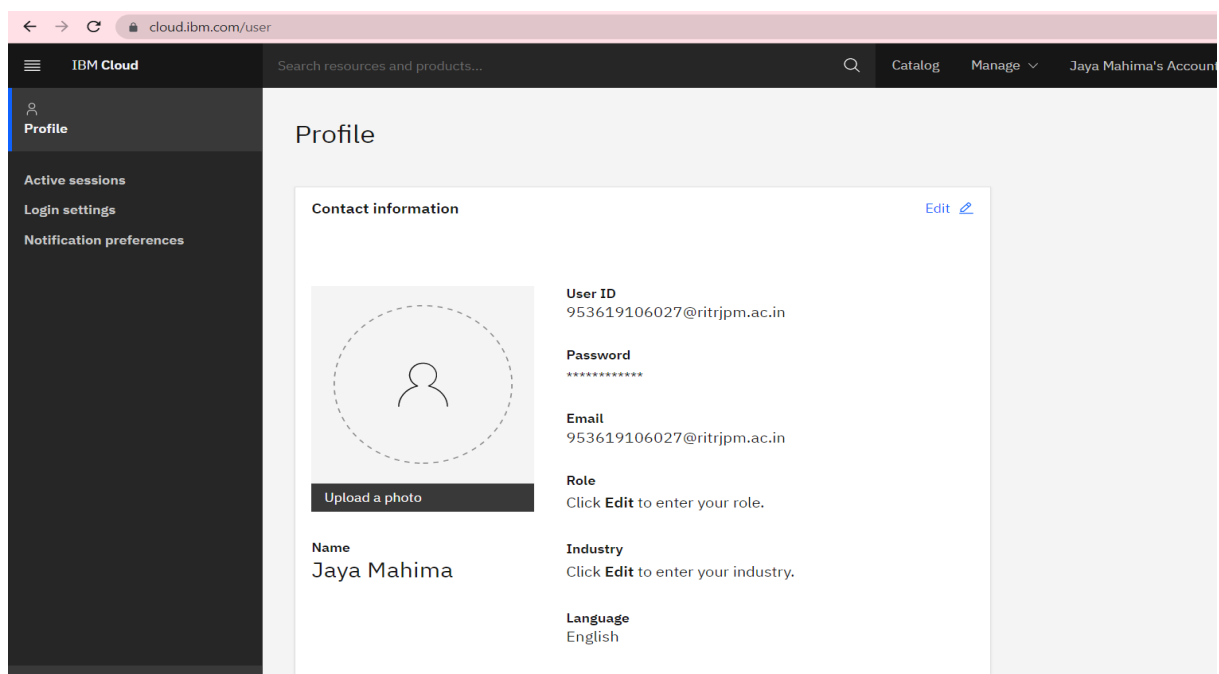 cloud.ibm.com/user
IBM Cloud
Search resources and products...
Catalog
Manage
Jaya Mahima's Account
Profile
Active sessions
Login settings
Notification preferences
Profile
Contact information
Edit
Upload a photo
Name
Jaya Mahima
User ID
953619106027@ritrjpm.ac.in
Password
************
Email
953619106027@ritrjpm.ac.in
Role
Click Edit to enter your role.
Industry
Click Edit to enter your industry.
Language
English